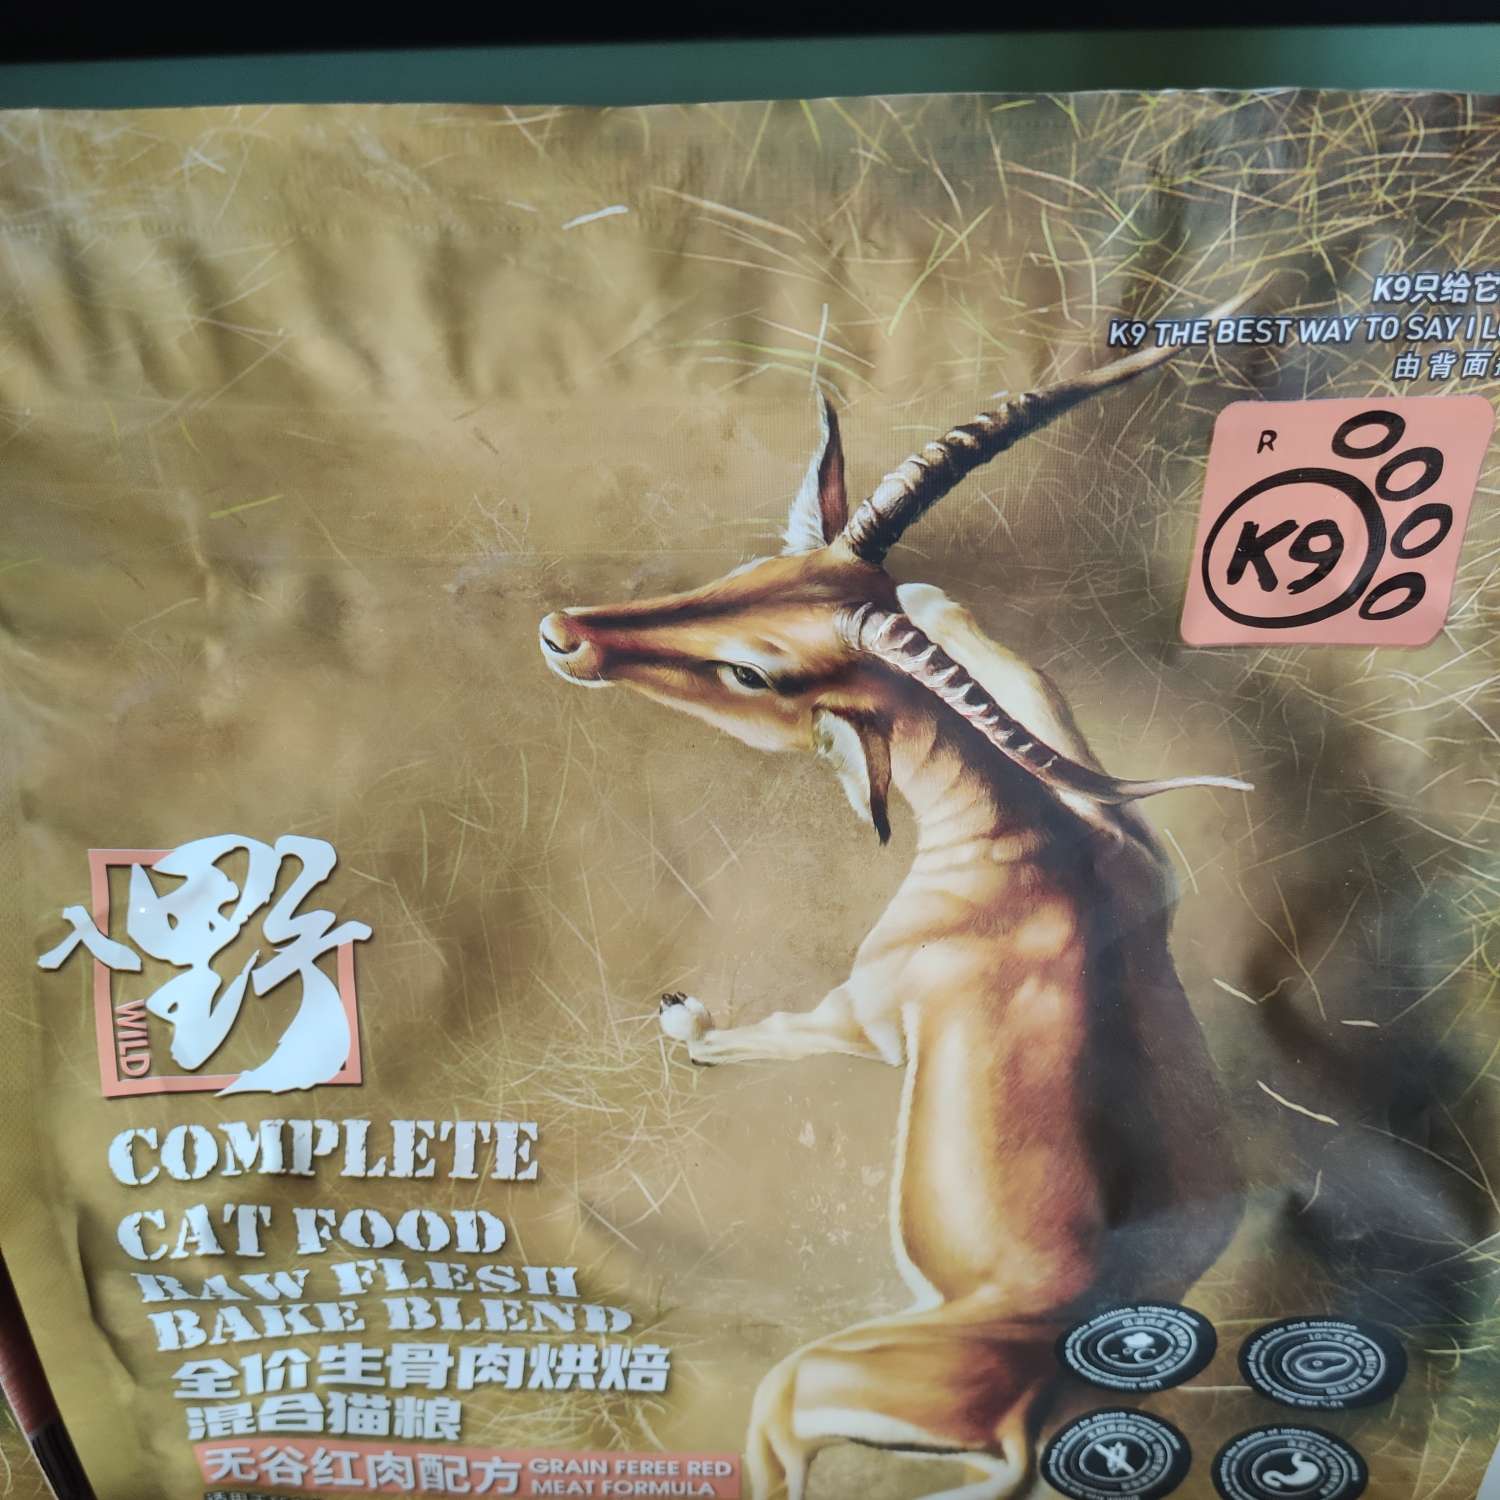 K9只给它
K9 THE BEST WAY TO SAY I L
由背面
R
K9
入野
WILD
COMPLETE
CAT FOOD
RAW FLESH
BAKE BLEND
全价生骨肉烘焙
混合猫粮
无谷红肉配方
GRAIN FEREE RED
MEAT FORMULA